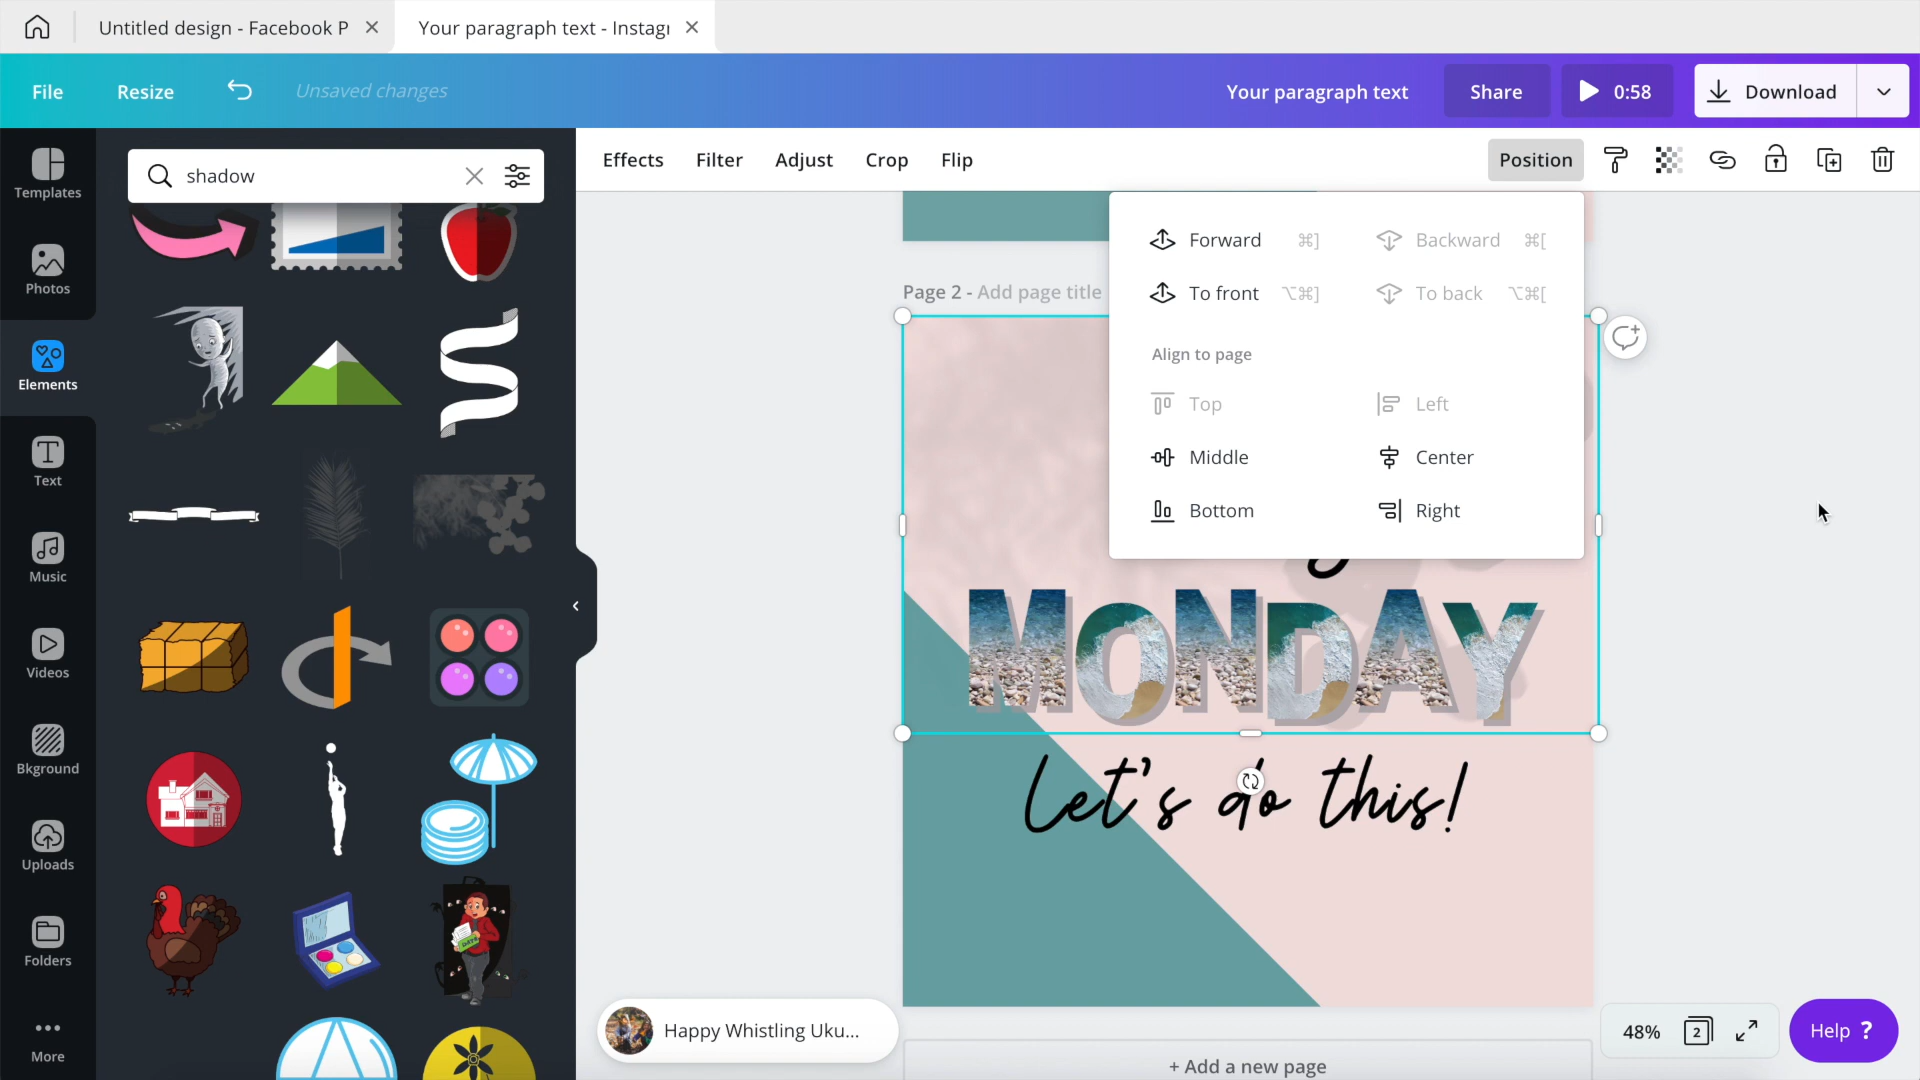 Untitled design - Facebook P
Your paragraph text - Instag
File
Resize
Unsaved changes
Your paragraph text
Share
0:58
Download
Templates
Photos
Elements
Text
Music
Videos
Bkground
Uploads
Folders
More
shadow
Effects
Filter
Adjust
Crop
Flip
Position
Forward ⌘]
Backward ⌘[
To front ⌥⌘]
To back ⌥⌘[
Align to page
Top
Left
Middle
Center
Bottom
Right
Page 2 - Add page title
MONDAY
Let's do this!
Happy Whistling Uku...
+ Add a new page
48%
2
Help ?